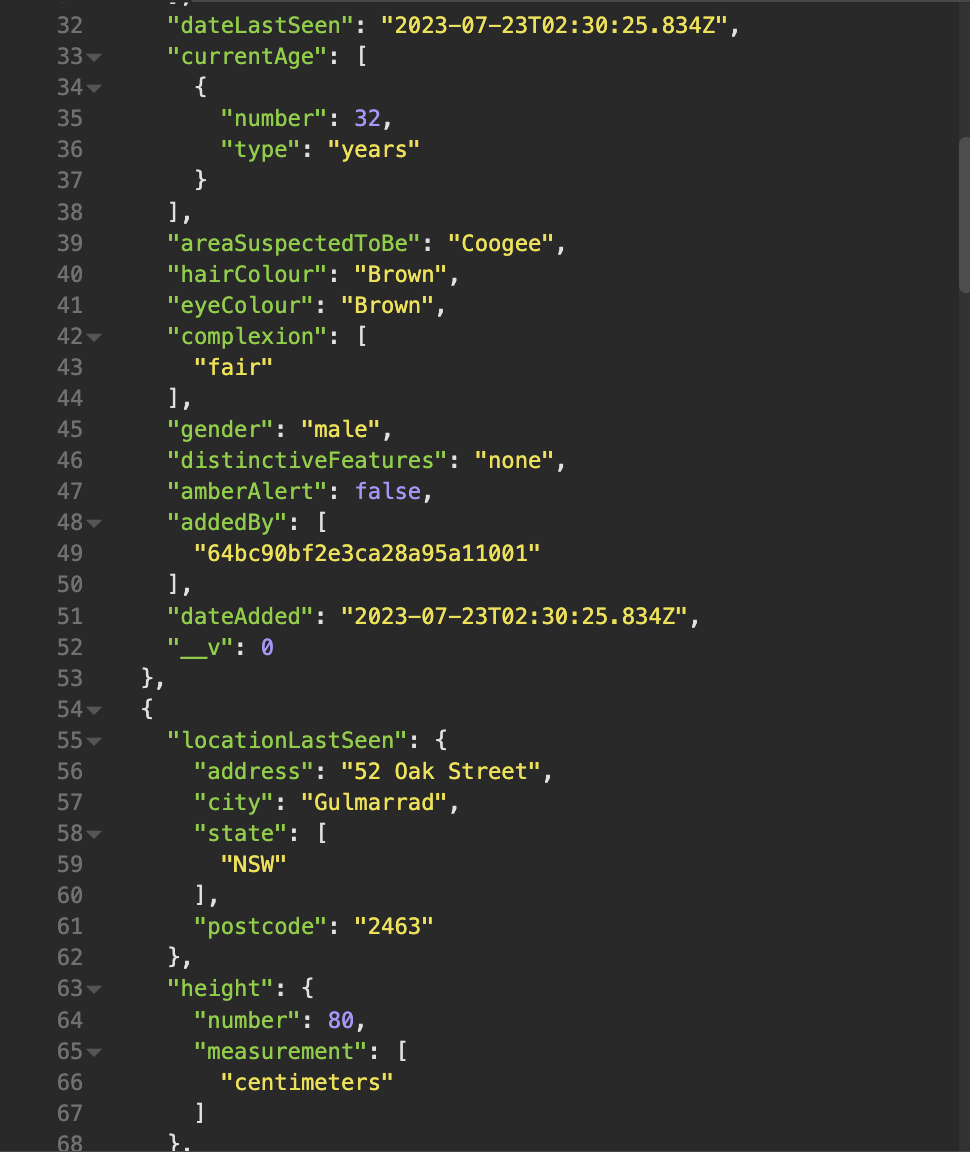 32 "dateLastSeen": "2023-07-23T02:30:25.834Z",
33 "currentAge": [
34 {
35 "number": 32,
36 "type": "years"
37 }
38 ],
39 "areaSuspectedToBe": "Coogee",
40 "hairColour": "Brown",
41 "eyeColour": "Brown",
42 "complexion": [
43 "fair"
44 ],
45 "gender": "male",
46 "distinctiveFeatures": "none",
47 "amberAlert": false,
48 "addedBy": [
49 "64bc90bf2e3ca28a95a11001"
50 ],
51 "dateAdded": "2023-07-23T02:30:25.834Z",
52 "__v": 0
53 },
54 {
55 "locationLastSeen": {
56 "address": "52 Oak Street",
57 "city": "Gulmarrad",
58 "state": [
59 "NSW"
60 ],
61 "postcode": "2463"
62 },
63 "height": {
64 "number": 80,
65 "measurement": [
66 "centimeters"
67 ]
68 },